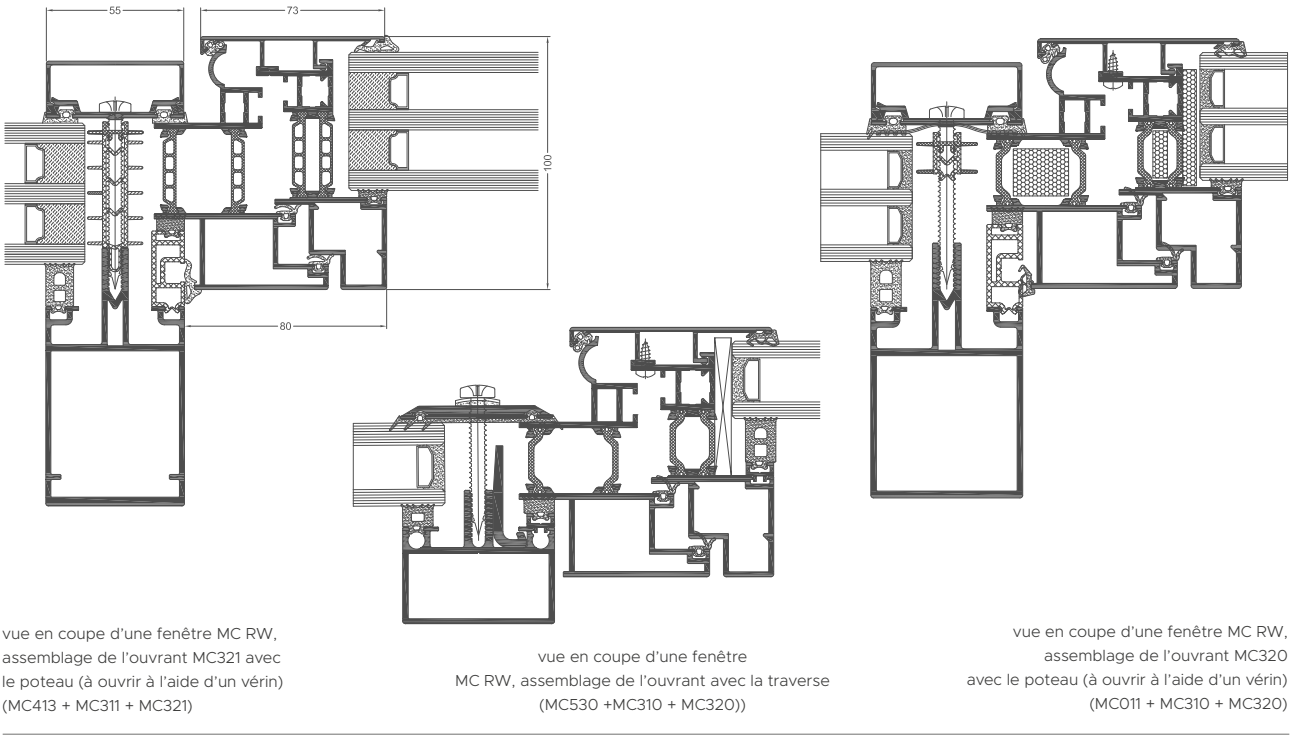 55
73
100
80
vue en coupe d’une fenêtre MC RW,
assemblage de l’ouvrant MC321 avec
le poteau (à ouvrir à l’aide d’un vérin)
(MC413 + MC311 + MC321)
vue en coupe d’une fenêtre
MC RW, assemblage de l’ouvrant avec la traverse
(MC530 +MC310 + MC320))
vue en coupe d’une fenêtre MC RW,
assemblage de l’ouvrant MC320
avec le poteau (à ouvrir à l’aide d’un vérin)
(MC011 + MC310 + MC320)